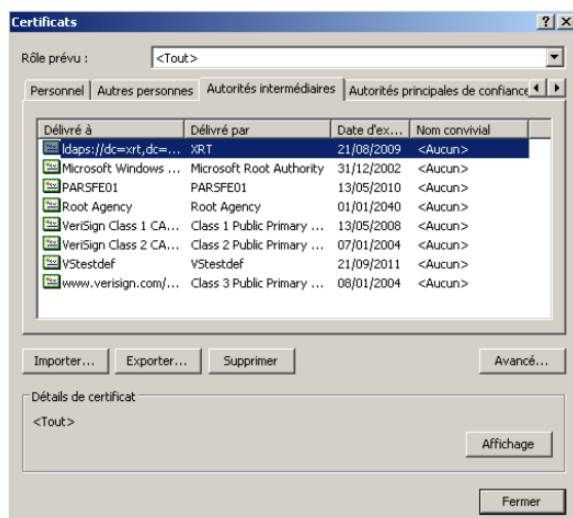 Certificats
Rôle prévu :
<Tout>
Personnel Autres personnes Autorités intermédiaires Autorités principales de confiance
Délivré à Délivré par Date d'ex... Nom convivial
ldaps://dc=xrt,dc=... XRT 21/08/2009 <Aucun>
Microsoft Windows ... Microsoft Root Authority 31/12/2002 <Aucun>
PARSFE01 PARSFE01 13/05/2010 <Aucun>
Root Agency Root Agency 01/01/2040 <Aucun>
VeriSign Class 1 CA... Class 1 Public Primary ... 13/05/2008 <Aucun>
VeriSign Class 2 CA... Class 2 Public Primary ... 07/01/2004 <Aucun>
VStestdef VStestdef 21/09/2011 <Aucun>
www.verisign.com/... Class 3 Public Primary ... 08/01/2004 <Aucun>
Importer... Exporter... Supprimer Avancé...
Détails de certificat
<Tout>
Affichage
Fermer